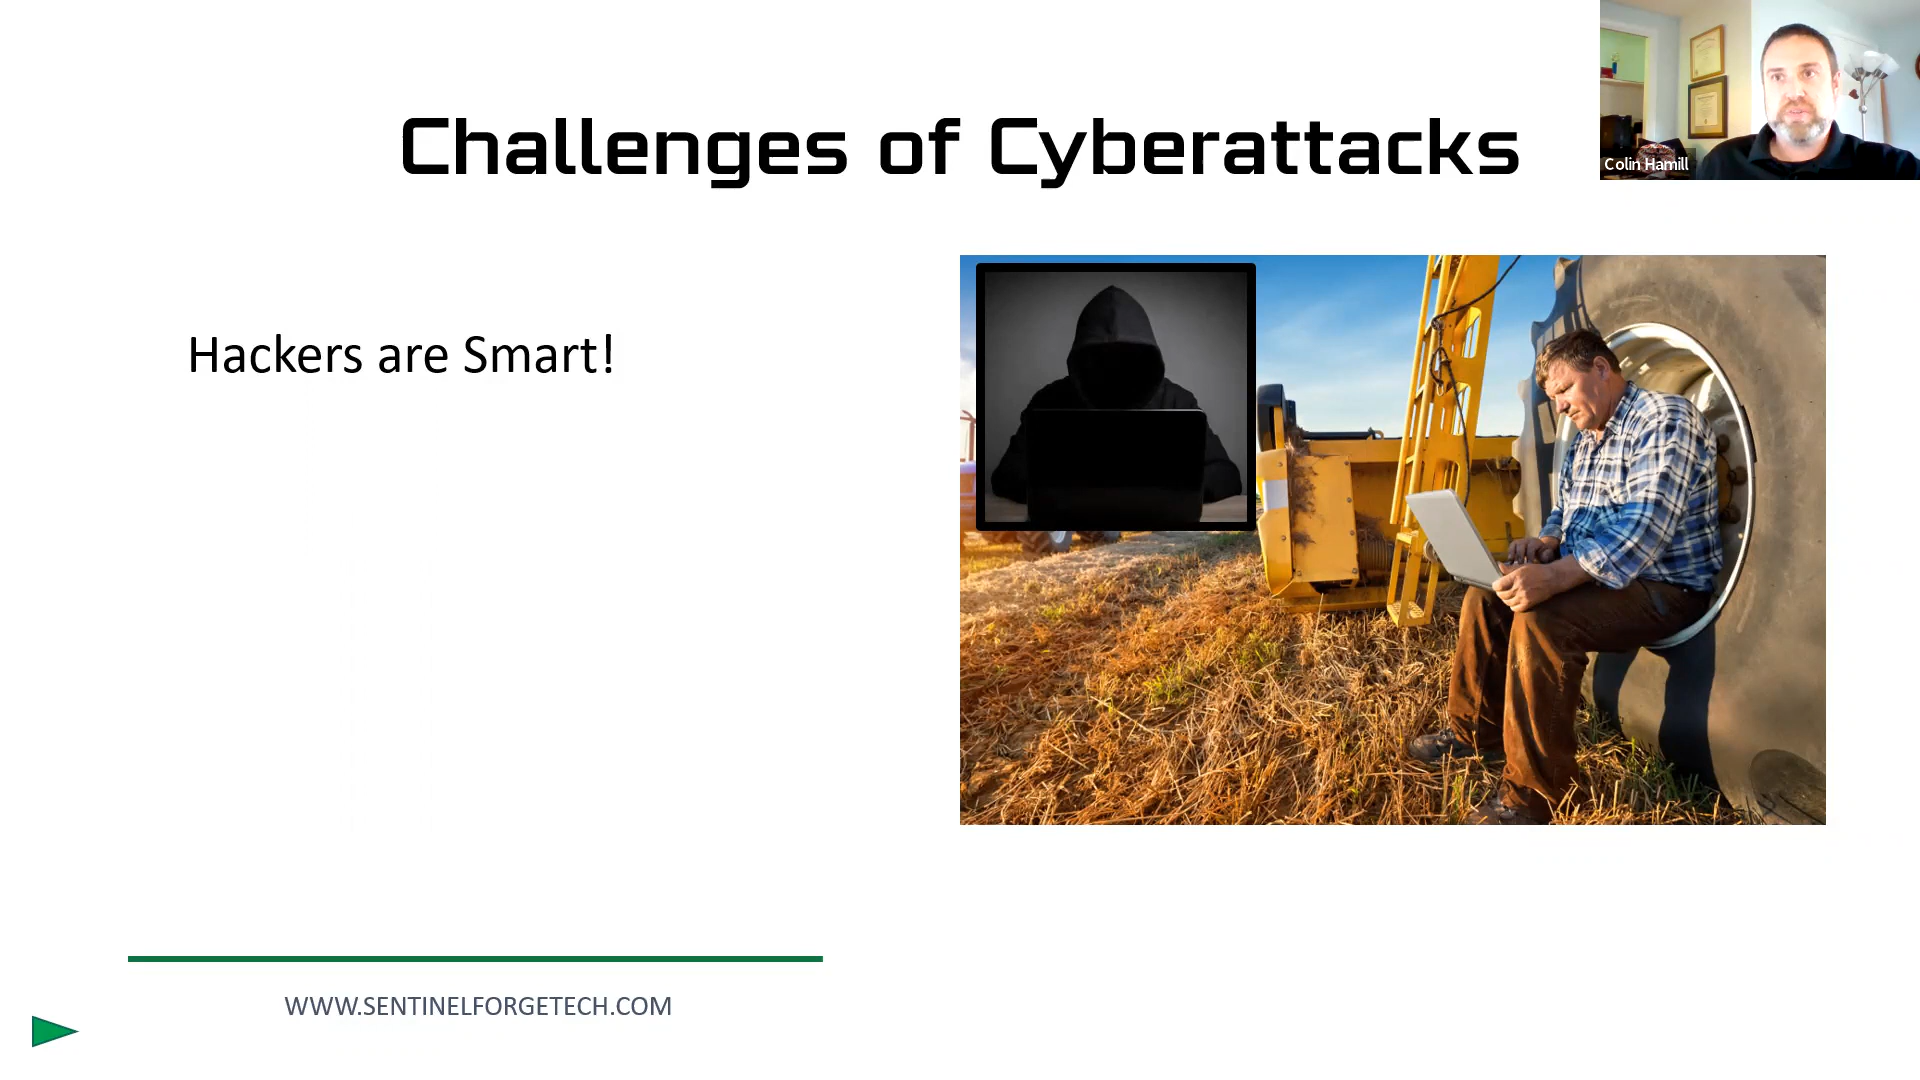 Challenges of Cyberattacks
Colin Hamill
Hackers are Smart!
WWW.SENTINELFORGETECH.COM